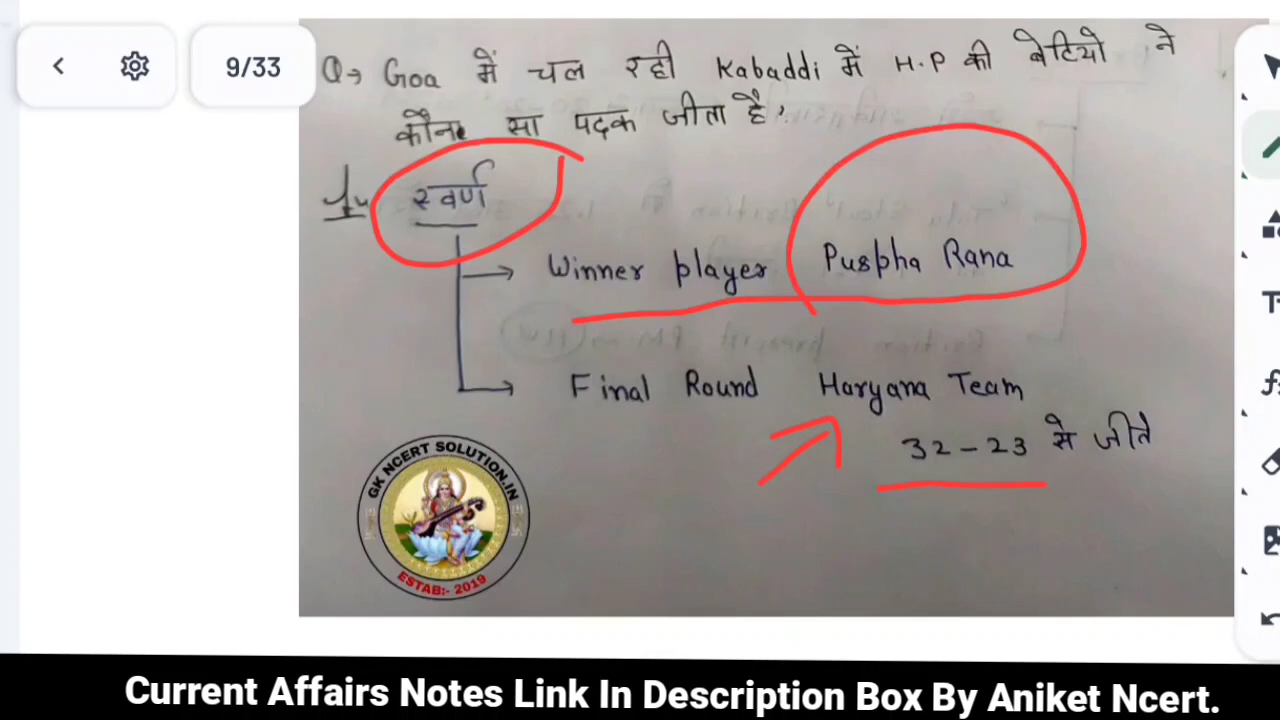 9/33
Q→ Goa में चल रही Kabaddi में H.P की बेटियो ने
कौन सा पदक जीता है?
स्वर्ण
→ Winner player Puspha Rana
→ Final Round Haryana Team
32-23 से जीते
GK NCERT SOLUTION.IN
ESTAB:- 2019
Current Affairs Notes Link In Description Box By Aniket Ncert.